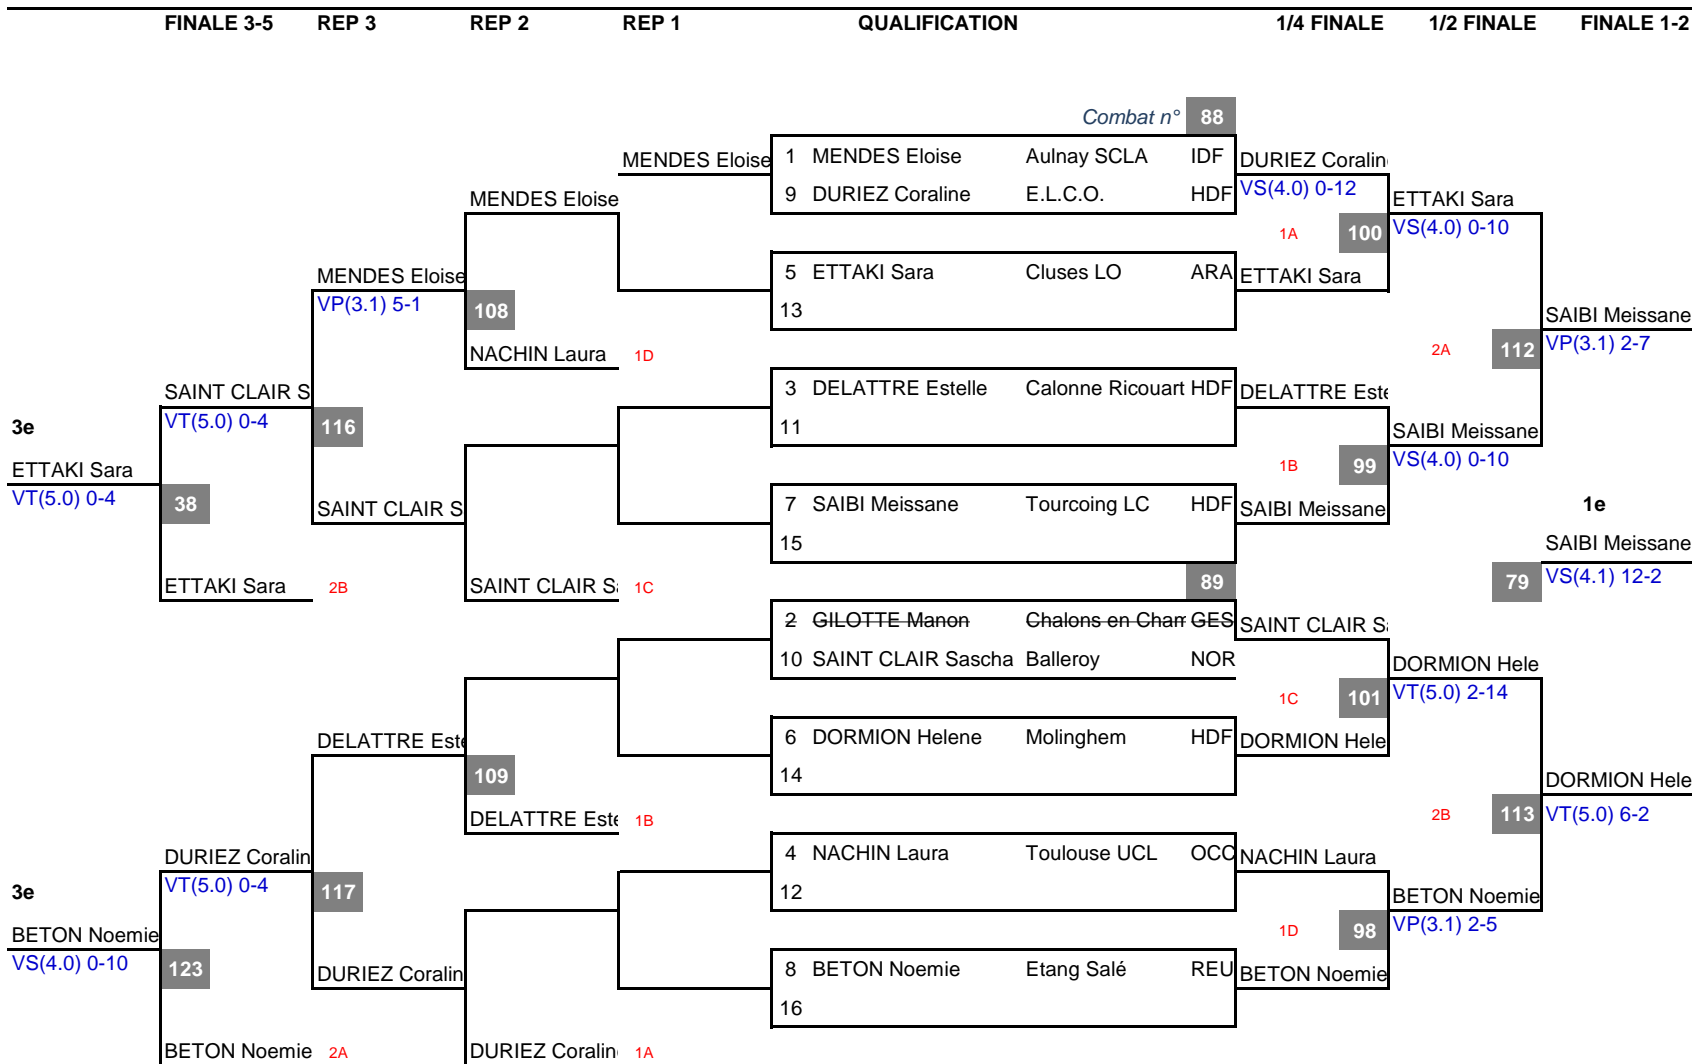 FINALE 3-5 REP 3 REP 2 REP 1 QUALIFICATION 1/4 FINALE 1/2 FINALE FINALE 1-2
Combat n° 88
MENDES Eloise 1 MENDES Eloise Aulnay SCLA IDF DURIEZ Coralin
MENDES Eloise 9 DURIEZ Coraline E.L.C.O. HDF VS(4.0) 0-12 ETTAKI Sara
1A 100 VS(4.0) 0-10
MENDES Eloise 5 ETTAKI Sara Cluses LO ARA ETTAKI Sara
VP(3.1) 5-1 108 13 SAIBI Meissane
NACHIN Laura 1D 2A 112 VP(3.1) 2-7
SAINT CLAIR S 3 DELATTRE Estelle Calonne Ricouart HDF DELATTRE Este
3e VT(5.0) 0-4 116 11 SAIBI Meissane
ETTAKI Sara 1B 99 VS(4.0) 0-10
VT(5.0) 0-4 38 SAINT CLAIR S 7 SAIBI Meissane Tourcoing LC HDF SAIBI Meissane 1e
15 SAIBI Meissane
ETTAKI Sara 2B SAINT CLAIR Sa 1C 89 79 VS(4.1) 12-2
2 GILOTTE Manon Chalons en Cham GES SAINT CLAIR Sa
10 SAINT CLAIR Sascha Balleroy NOR DORMION Hele
1C 101 VT(5.0) 2-14
DELATTRE Este 6 DORMION Helene Molinghem HDF DORMION Hele
109 14 DORMION Hele
DELATTRE Este 1B 2B 113 VT(5.0) 6-2
DURIEZ Coralin 4 NACHIN Laura Toulouse UCL OCC NACHIN Laura
3e VT(5.0) 0-4 117 12 BETON Noemie
BETON Noemie 1D 98 VP(3.1) 2-5
VS(4.0) 0-10 123 DURIEZ Coralin 8 BETON Noemie Etang Salé REU BETON Noemie
16
BETON Noemie 2A DURIEZ Coralin 1A